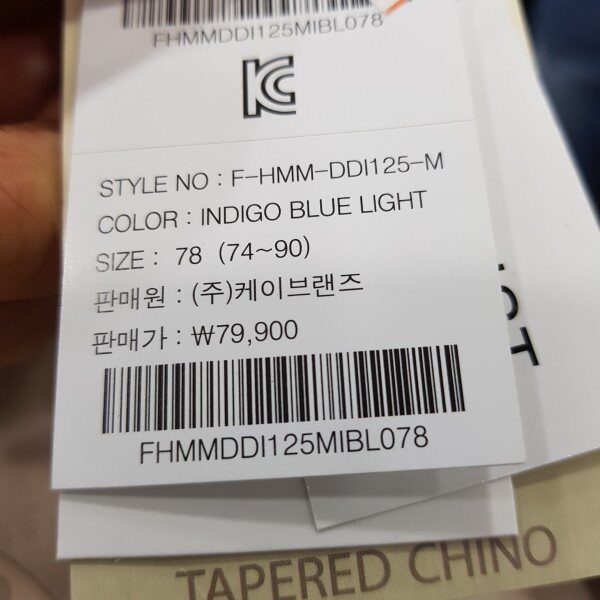 FHMMDDI125MIBL078
KC
STYLE NO : F-HMM-DDI125-M
COLOR : INDIGO BLUE LIGHT
SIZE : 78 (74~90)
판매원 : (주)케이브랜즈
판매가 : ₩79,900
FHMMDDI125MIBL078
TAPERED CHINO